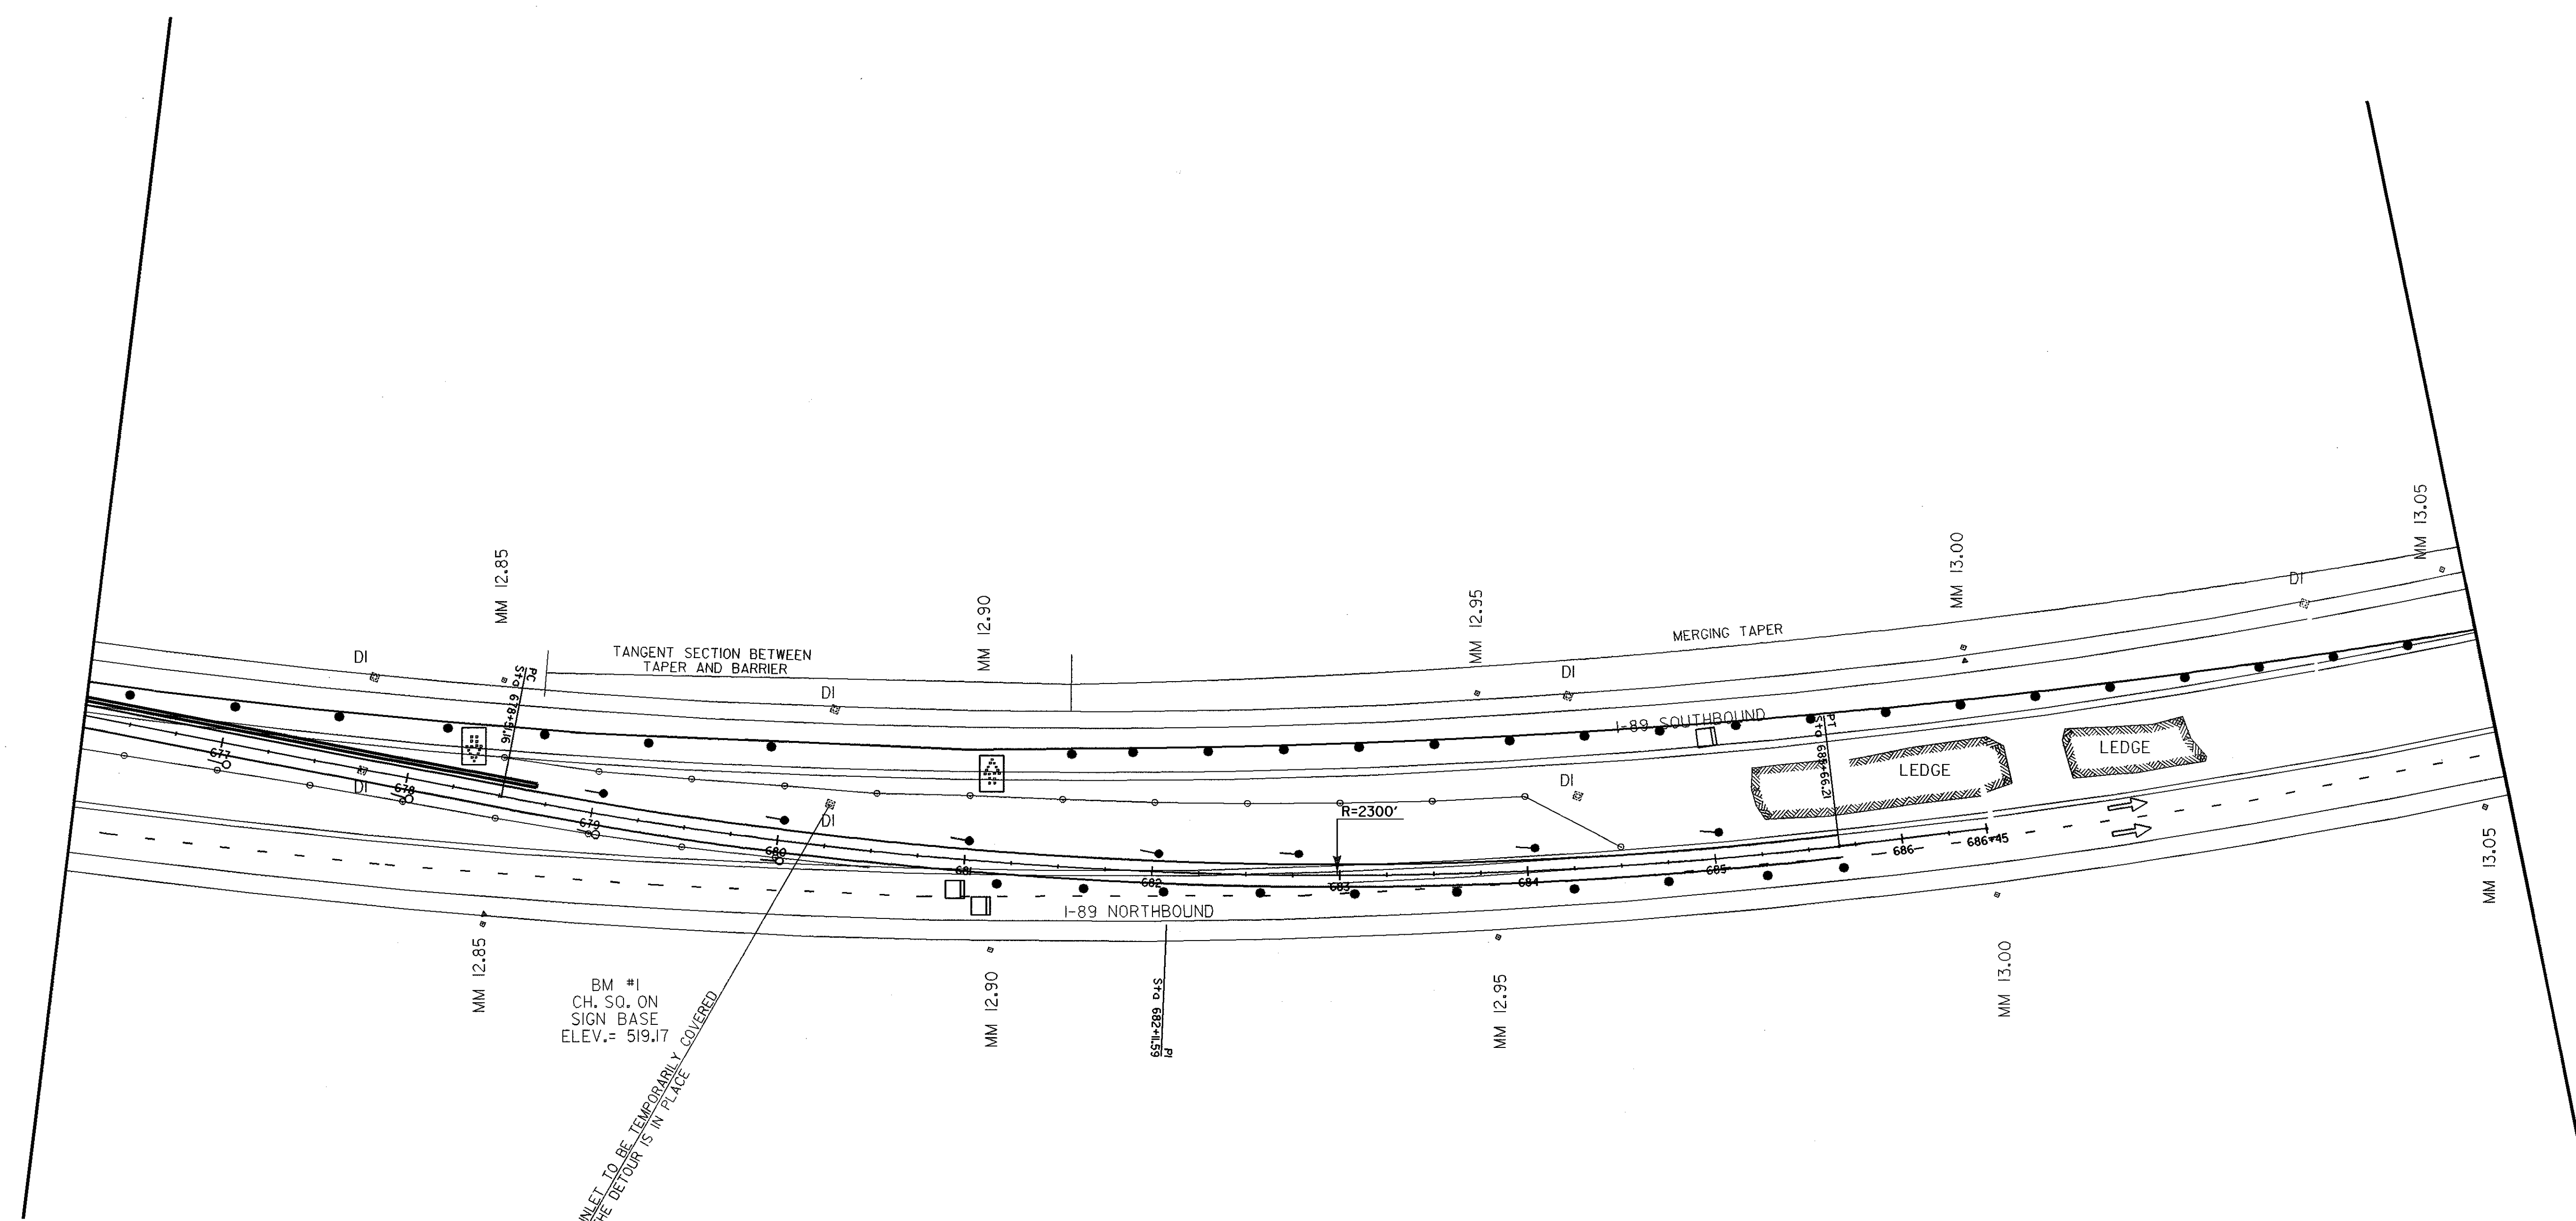 MM 12.85
MM 12.90
MM 12.95
MM 13.00
MM 13.05
TANGENT SECTION BETWEEN
TAPER AND BARRIER
MERGING TAPER
DI
DI
DI
DI
PC
Sta 678+51.16
I-89 SOUTHBOUND
PT
Sta 685+66.21
LEDGE
LEDGE
DI
DI
DI
R=2300'
677
678
679
680
681
682
683
684
685
686
686+45
I-89 NORTHBOUND
MM 12.85
MM 12.90
MM 12.95
MM 13.00
MM 13.05
PI
Sta 682+11.59
BM #1
CH. SQ. ON
SIGN BASE
ELEV.= 519.17
INLET TO BE TEMPORARILY COVERED
THE DETOUR IS IN PLACE